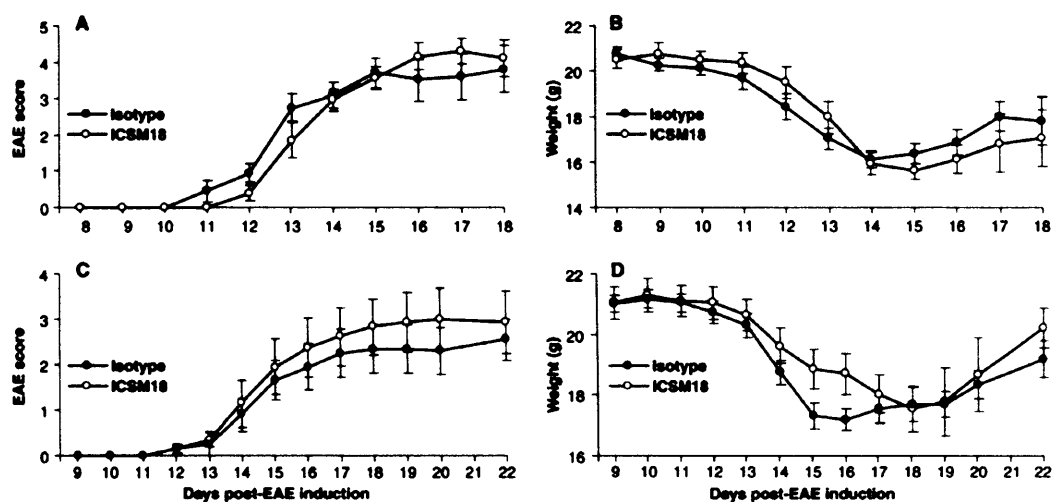 A
EAE score
5
4
3
2
1
0
Isotype
ICSM18
8 9 10 11 12 13 14 15 16 17 18
B
Weight (g)
22
20
18
16
14
Isotype
ICSM18
8 9 10 11 12 13 14 15 16 17 18
C
EAE score
4
3
2
1
0
Isotype
ICSM18
9 10 11 12 13 14 15 16 17 18 19 20 22
Days post-EAE induction
D
Weight (g)
22
20
18
16
Isotype
ICSM18
9 10 11 12 13 14 15 16 17 18 19 20 22
Days post-EAE induction